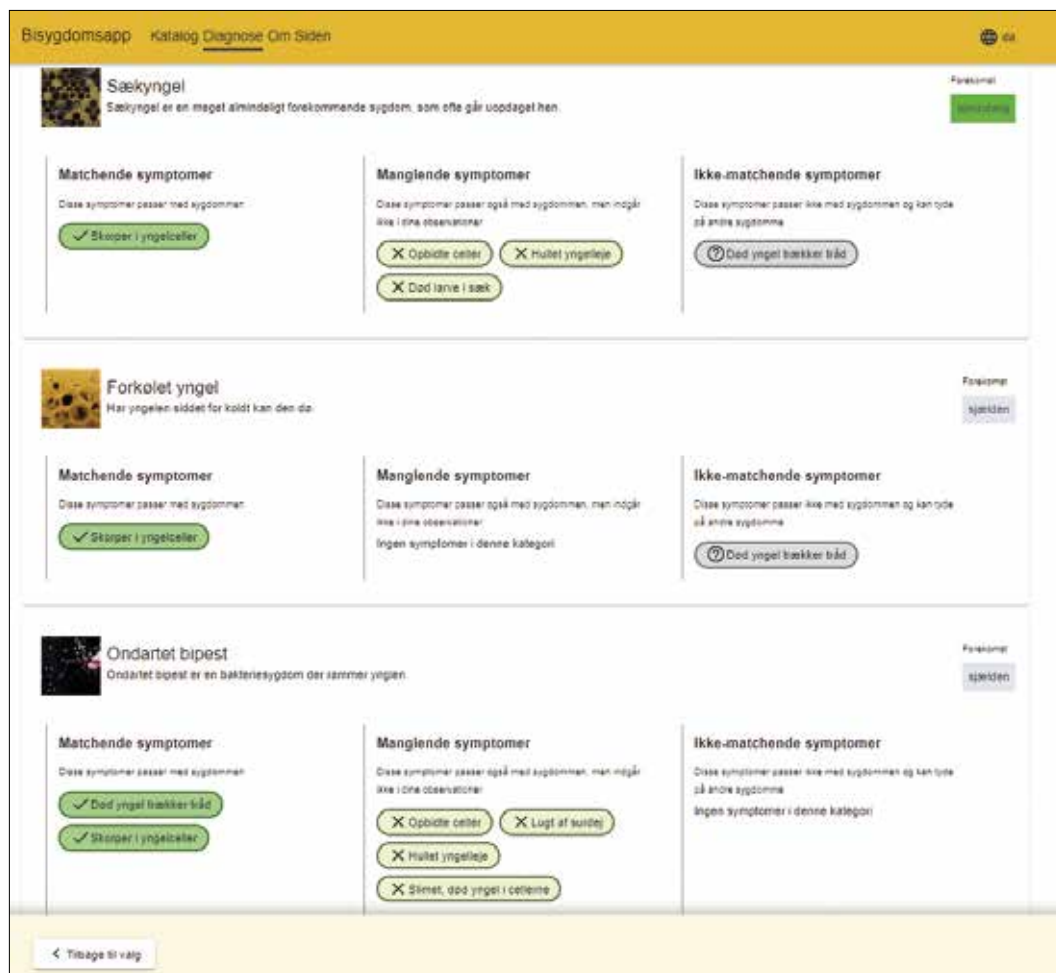 Bisygdomsapp Katalog Diagnose Om Siden da
Sækyngel
Sækyngel er en meget almindeligt forekommende sygdom, som ofte går uopdaget hen.
Forekomst
almindelig
Matchende symptomer
Disse symptomer passer med sygdommen
Skorper i yngelceller
Manglende symptomer
Disse symptomer passer også med sygdommen, men indgår
ikke i dine observationer
Opbidte celler
Hullet yngelleje
Død larve i sæk
Ikke-matchende symptomer
Disse symptomer passer ikke med sygdommen og kan tyde
på andre sygdomme
Død yngel trækker tråd
Forkølet yngel
Har yngelen siddet for koldt kan den dø.
Forekomst
sjælden
Matchende symptomer
Disse symptomer passer med sygdommen
Skorper i yngelceller
Manglende symptomer
Disse symptomer passer også med sygdommen, men indgår
ikke i dine observationer
Ingen symptomer i denne kategori
Ikke-matchende symptomer
Disse symptomer passer ikke med sygdommen og kan tyde
på andre sygdomme
Død yngel trækker tråd
Ondartet bipest
Ondartet bipest er en bakteriesygdom der rammer ynglen.
Forekomst
sjælden
Matchende symptomer
Disse symptomer passer med sygdommen
Død yngel trækker tråd
Skorper i yngelceller
Manglende symptomer
Disse symptomer passer også med sygdommen, men indgår
ikke i dine observationer
Opbidte celler
Lugt af surdej
Hullet yngelleje
Slimet, død yngel i cellerne
Ikke-matchende symptomer
Disse symptomer passer ikke med sygdommen og kan tyde
på andre sygdomme
Ingen symptomer i denne kategori
Tilbage til valg